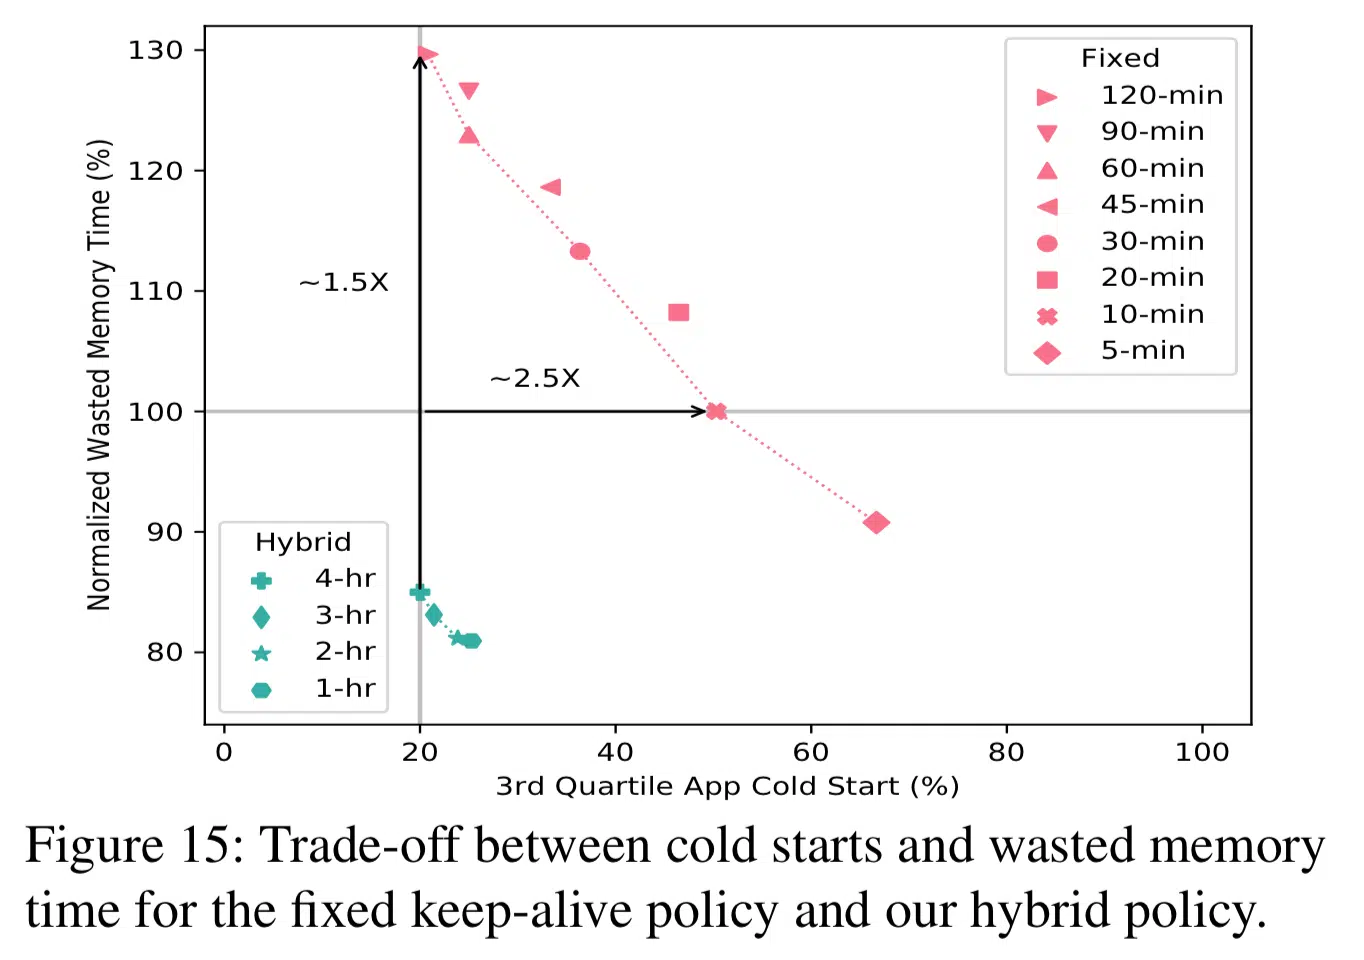 130
120
110
100
90
80
Normalized Wasted Memory Time (%)
Fixed
120-min
90-min
60-min
45-min
30-min
20-min
10-min
5-min
~1.5X
~2.5X
Hybrid
4-hr
3-hr
2-hr
1-hr
0 20 40 60 80 100
3rd Quartile App Cold Start (%)
Figure 15: Trade-off between cold starts and wasted memory
time for the fixed keep-alive policy and our hybrid policy.